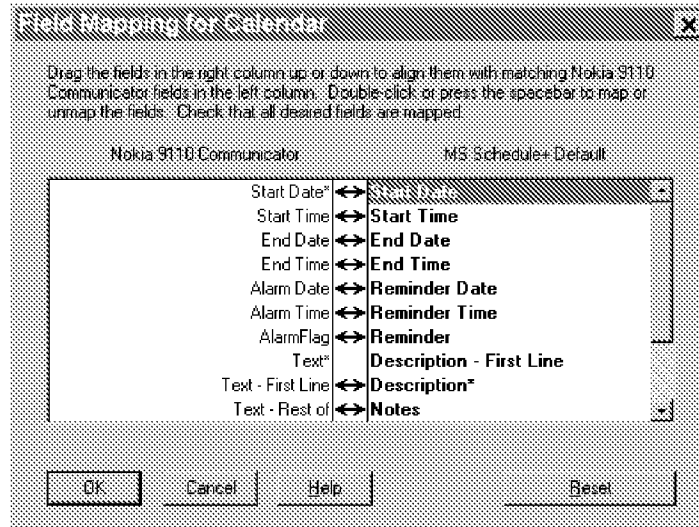 Field Mapping for Calendar
Drag the fields in the right column up or down to align them with matching Nokia 9110
Communicator fields in the left column. Double-click or press the spacebar to map or
unmap the fields. Check that all desired fields are mapped.
Nokia 9110 Communicator MS Schedule+ Default
Start Date* Start Date
Start Time Start Time
End Date End Date
End Time End Time
Alarm Date Reminder Date
Alarm Time Reminder Time
AlarmFlag Reminder
Text* Description - First Line
Text - First Line Description*
Text - Rest of Notes
OK Cancel Help Reset